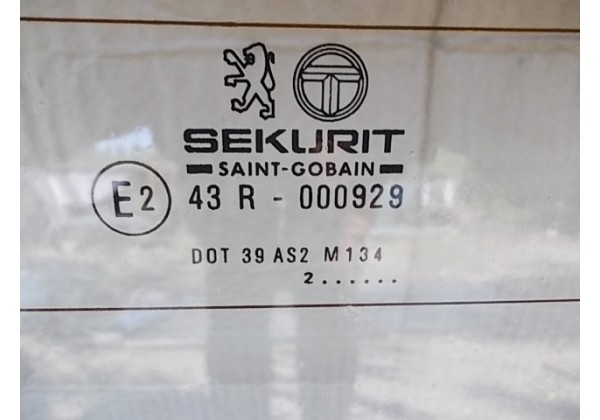 SEKURIT
SAINT-GOBAIN
E2 43 R - 000929
DOT 39 AS2 M134
2......